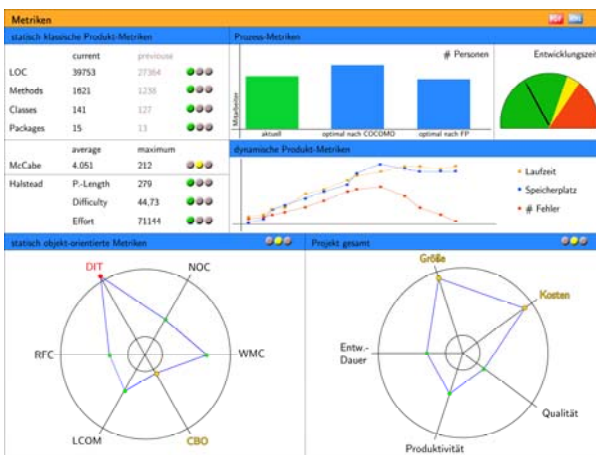 Metriken
PDF
statisch klassische Produkt-Metriken
current previouse
LOC 39753 27364
Methods 1621 1238
Classes 141 127
Packages 15 13
average maximum
McCabe 4.051 212
Halstead P.-Length 279
Difficulty 44,73
Effort 71144
Prozess-Metriken
# Personen
Entwicklungszeit
Mitarbeiter
aktuell optimal nach COCOMO optimal nach FP
dynamische Produkt-Metriken
Laufzeit
Speicherplatz
# Fehler
statisch objekt-orientierte Metriken
DIT
NOC
RFC
WMC
LCOM
CBO
Projekt gesamt
Größe
Kosten
Entw.-
Dauer
Qualität
Produktivität